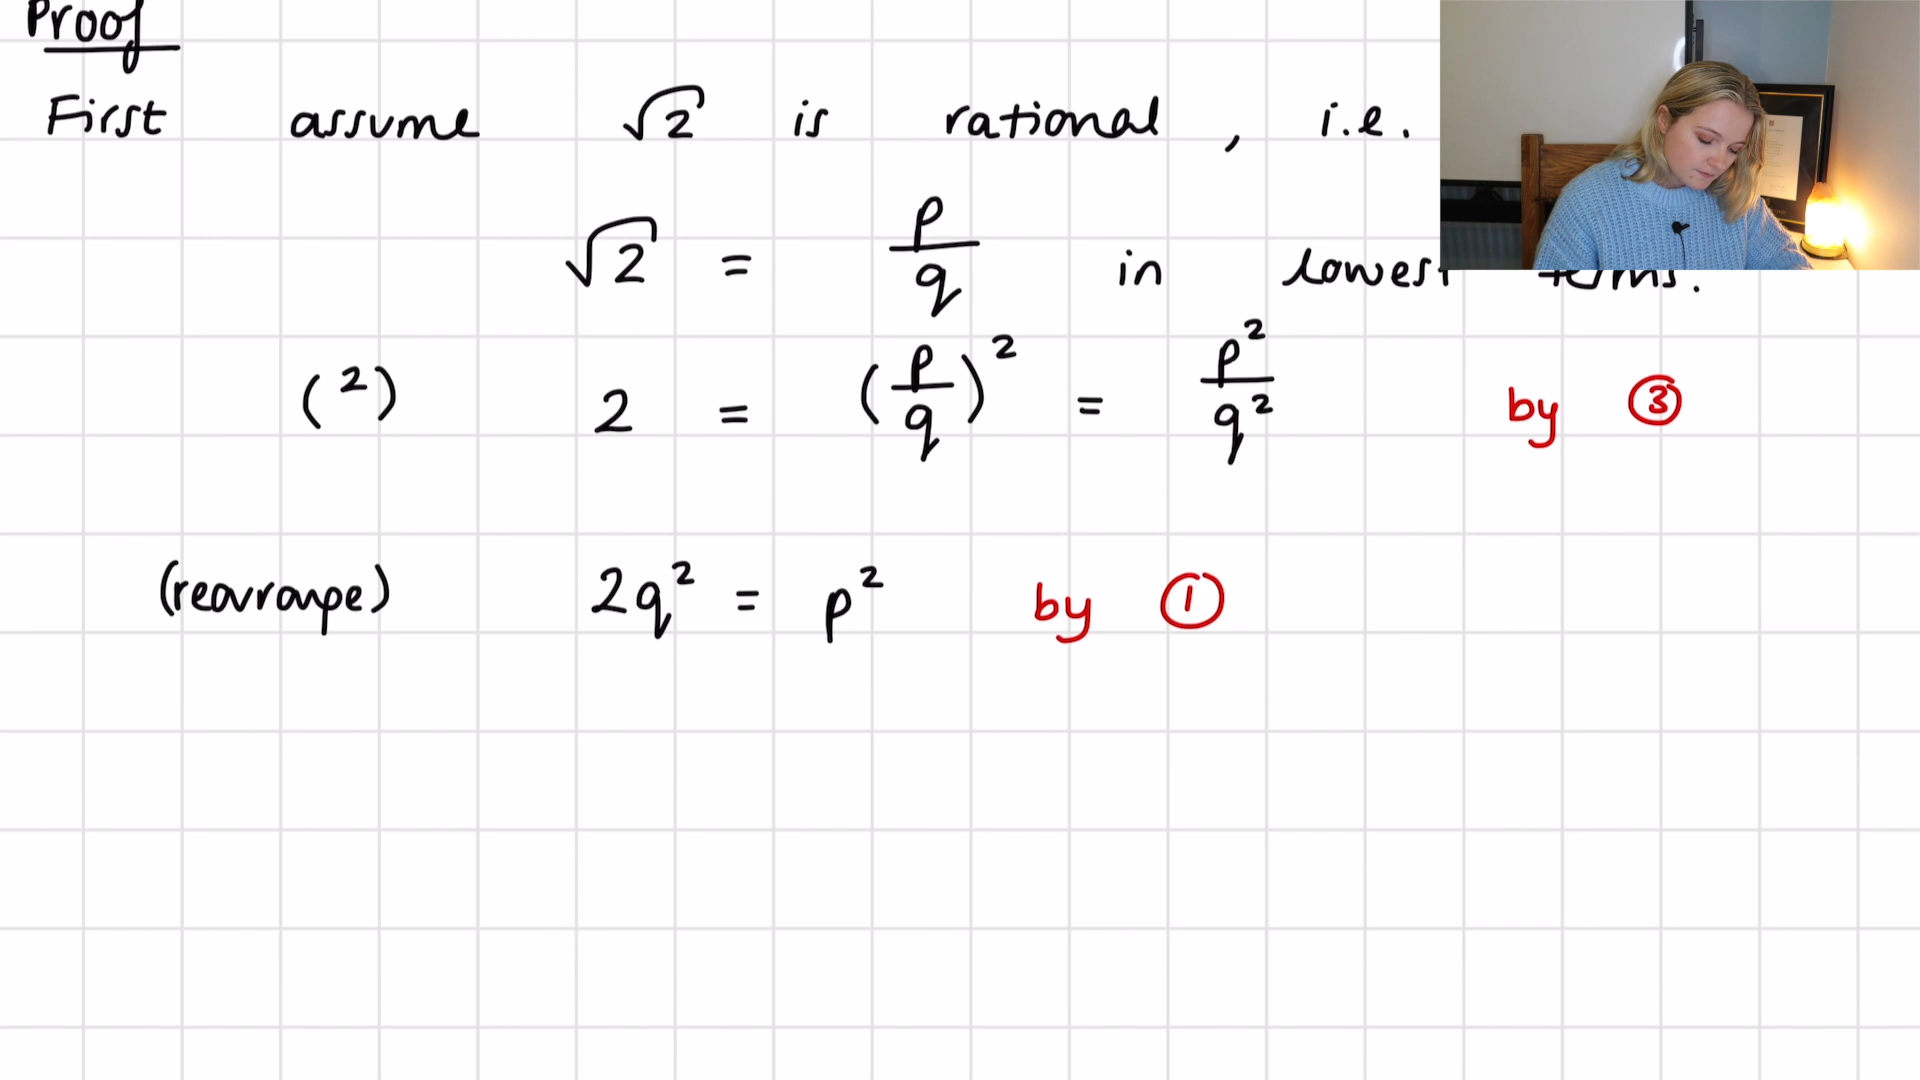 Proof
First assume √2 is rational, i.e.
√2 = p/q in lowest terms.
(²) 2 = (p/q)² = p²/q² by ③
(rearrange) 2q² = p² by ①